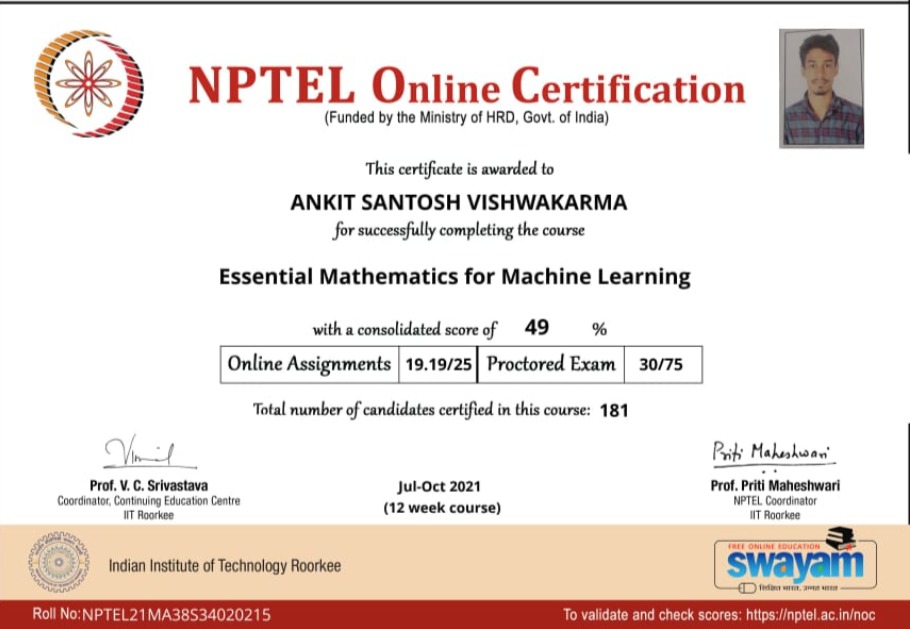 NPTEL Online Certification
(Funded by the Ministry of HRD, Govt. of India)
This certificate is awarded to
ANKIT SANTOSH VISHWAKARMA
for successfully completing the course
Essential Mathematics for Machine Learning
with a consolidated score of 49 %
Online Assignments 19.19/25 Proctored Exam 30/75
Total number of candidates certified in this course: 181
Priti Maheshwari
Prof. V. C. Srivastava
Coordinator, Continuing Education Centre
IIT Roorkee
Jul-Oct 2021
(12 week course)
Prof. Priti Maheshwari
NPTEL Coordinator
IIT Roorkee
Indian Institute of Technology Roorkee
FREE ONLINE EDUCATION
swayam
शिक्षित भारत, उन्नत भारत
Roll No:NPTEL21MA38S34020215
To validate and check scores: https://nptel.ac.in/noc